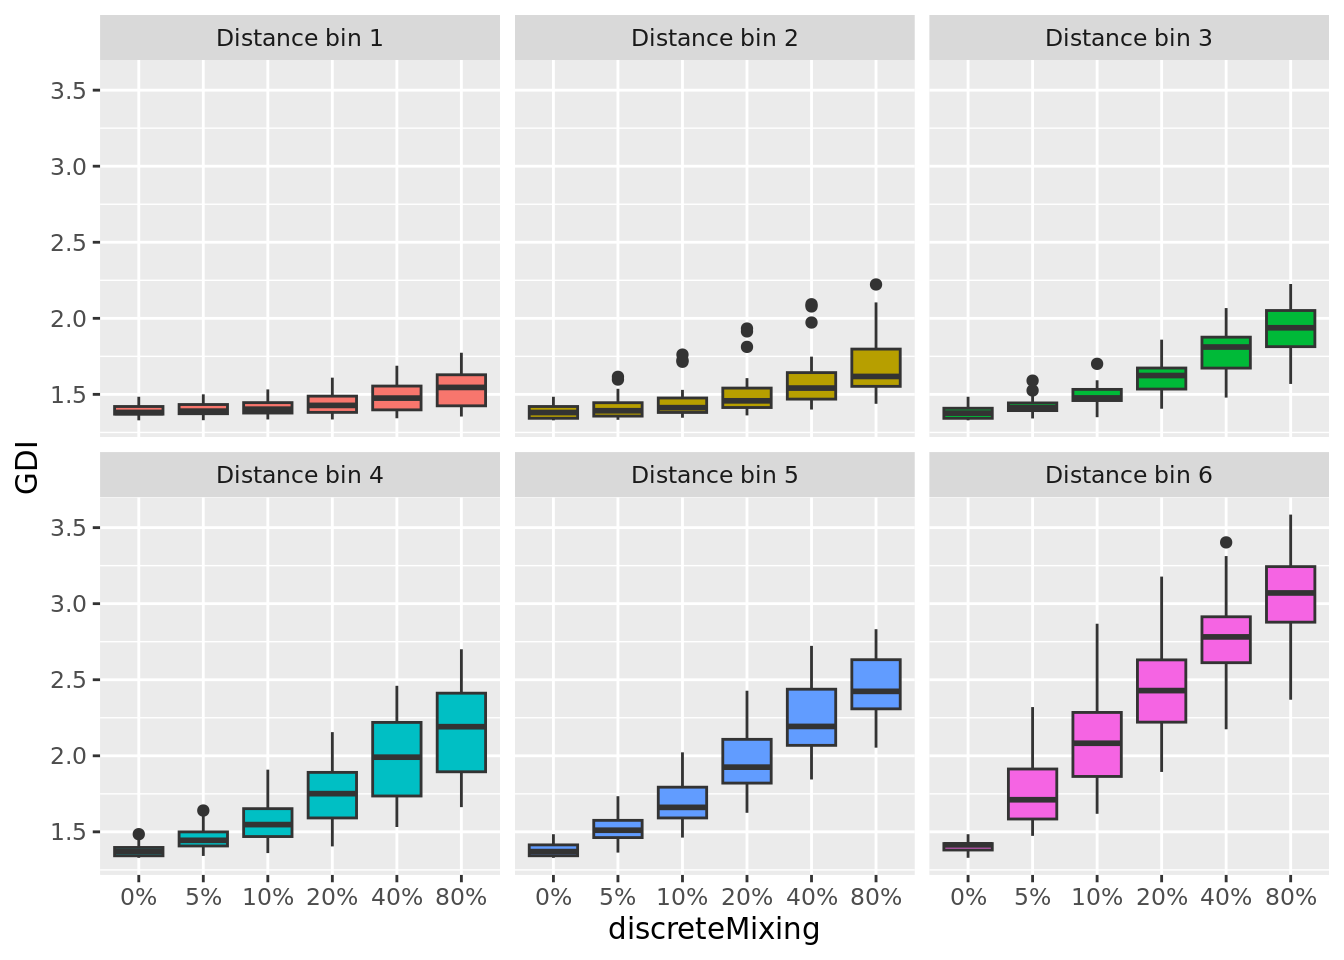 Distance bin 1
Distance bin 2
Distance bin 3
3.5
3.0
2.5
2.0
1.5
GDI
Distance bin 4
Distance bin 5
Distance bin 6
3.5
3.0
2.5
2.0
1.5
0% 5% 10% 20% 40% 80%
0% 5% 10% 20% 40% 80%
0% 5% 10% 20% 40% 80%
discreteMixing